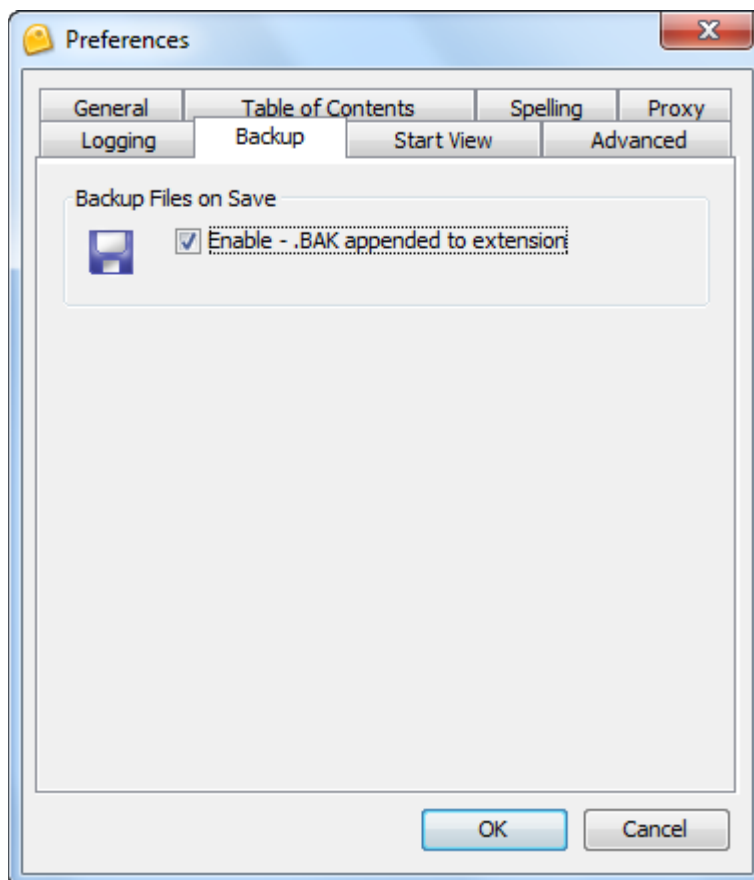 Preferences
General Table of Contents Spelling Proxy
Logging Backup Start View Advanced
Backup Files on Save
Enable - .BAK appended to extension
OK Cancel